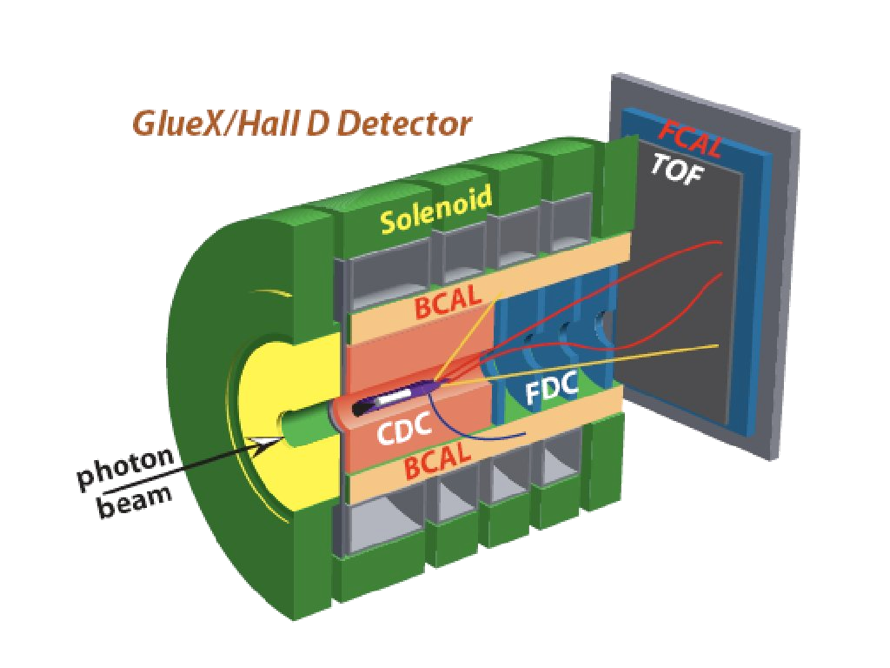 GlueX/Hall D Detector
FCAL
TOF
Solenoid
BCAL
FDC
CDC
BCAL
photon
beam